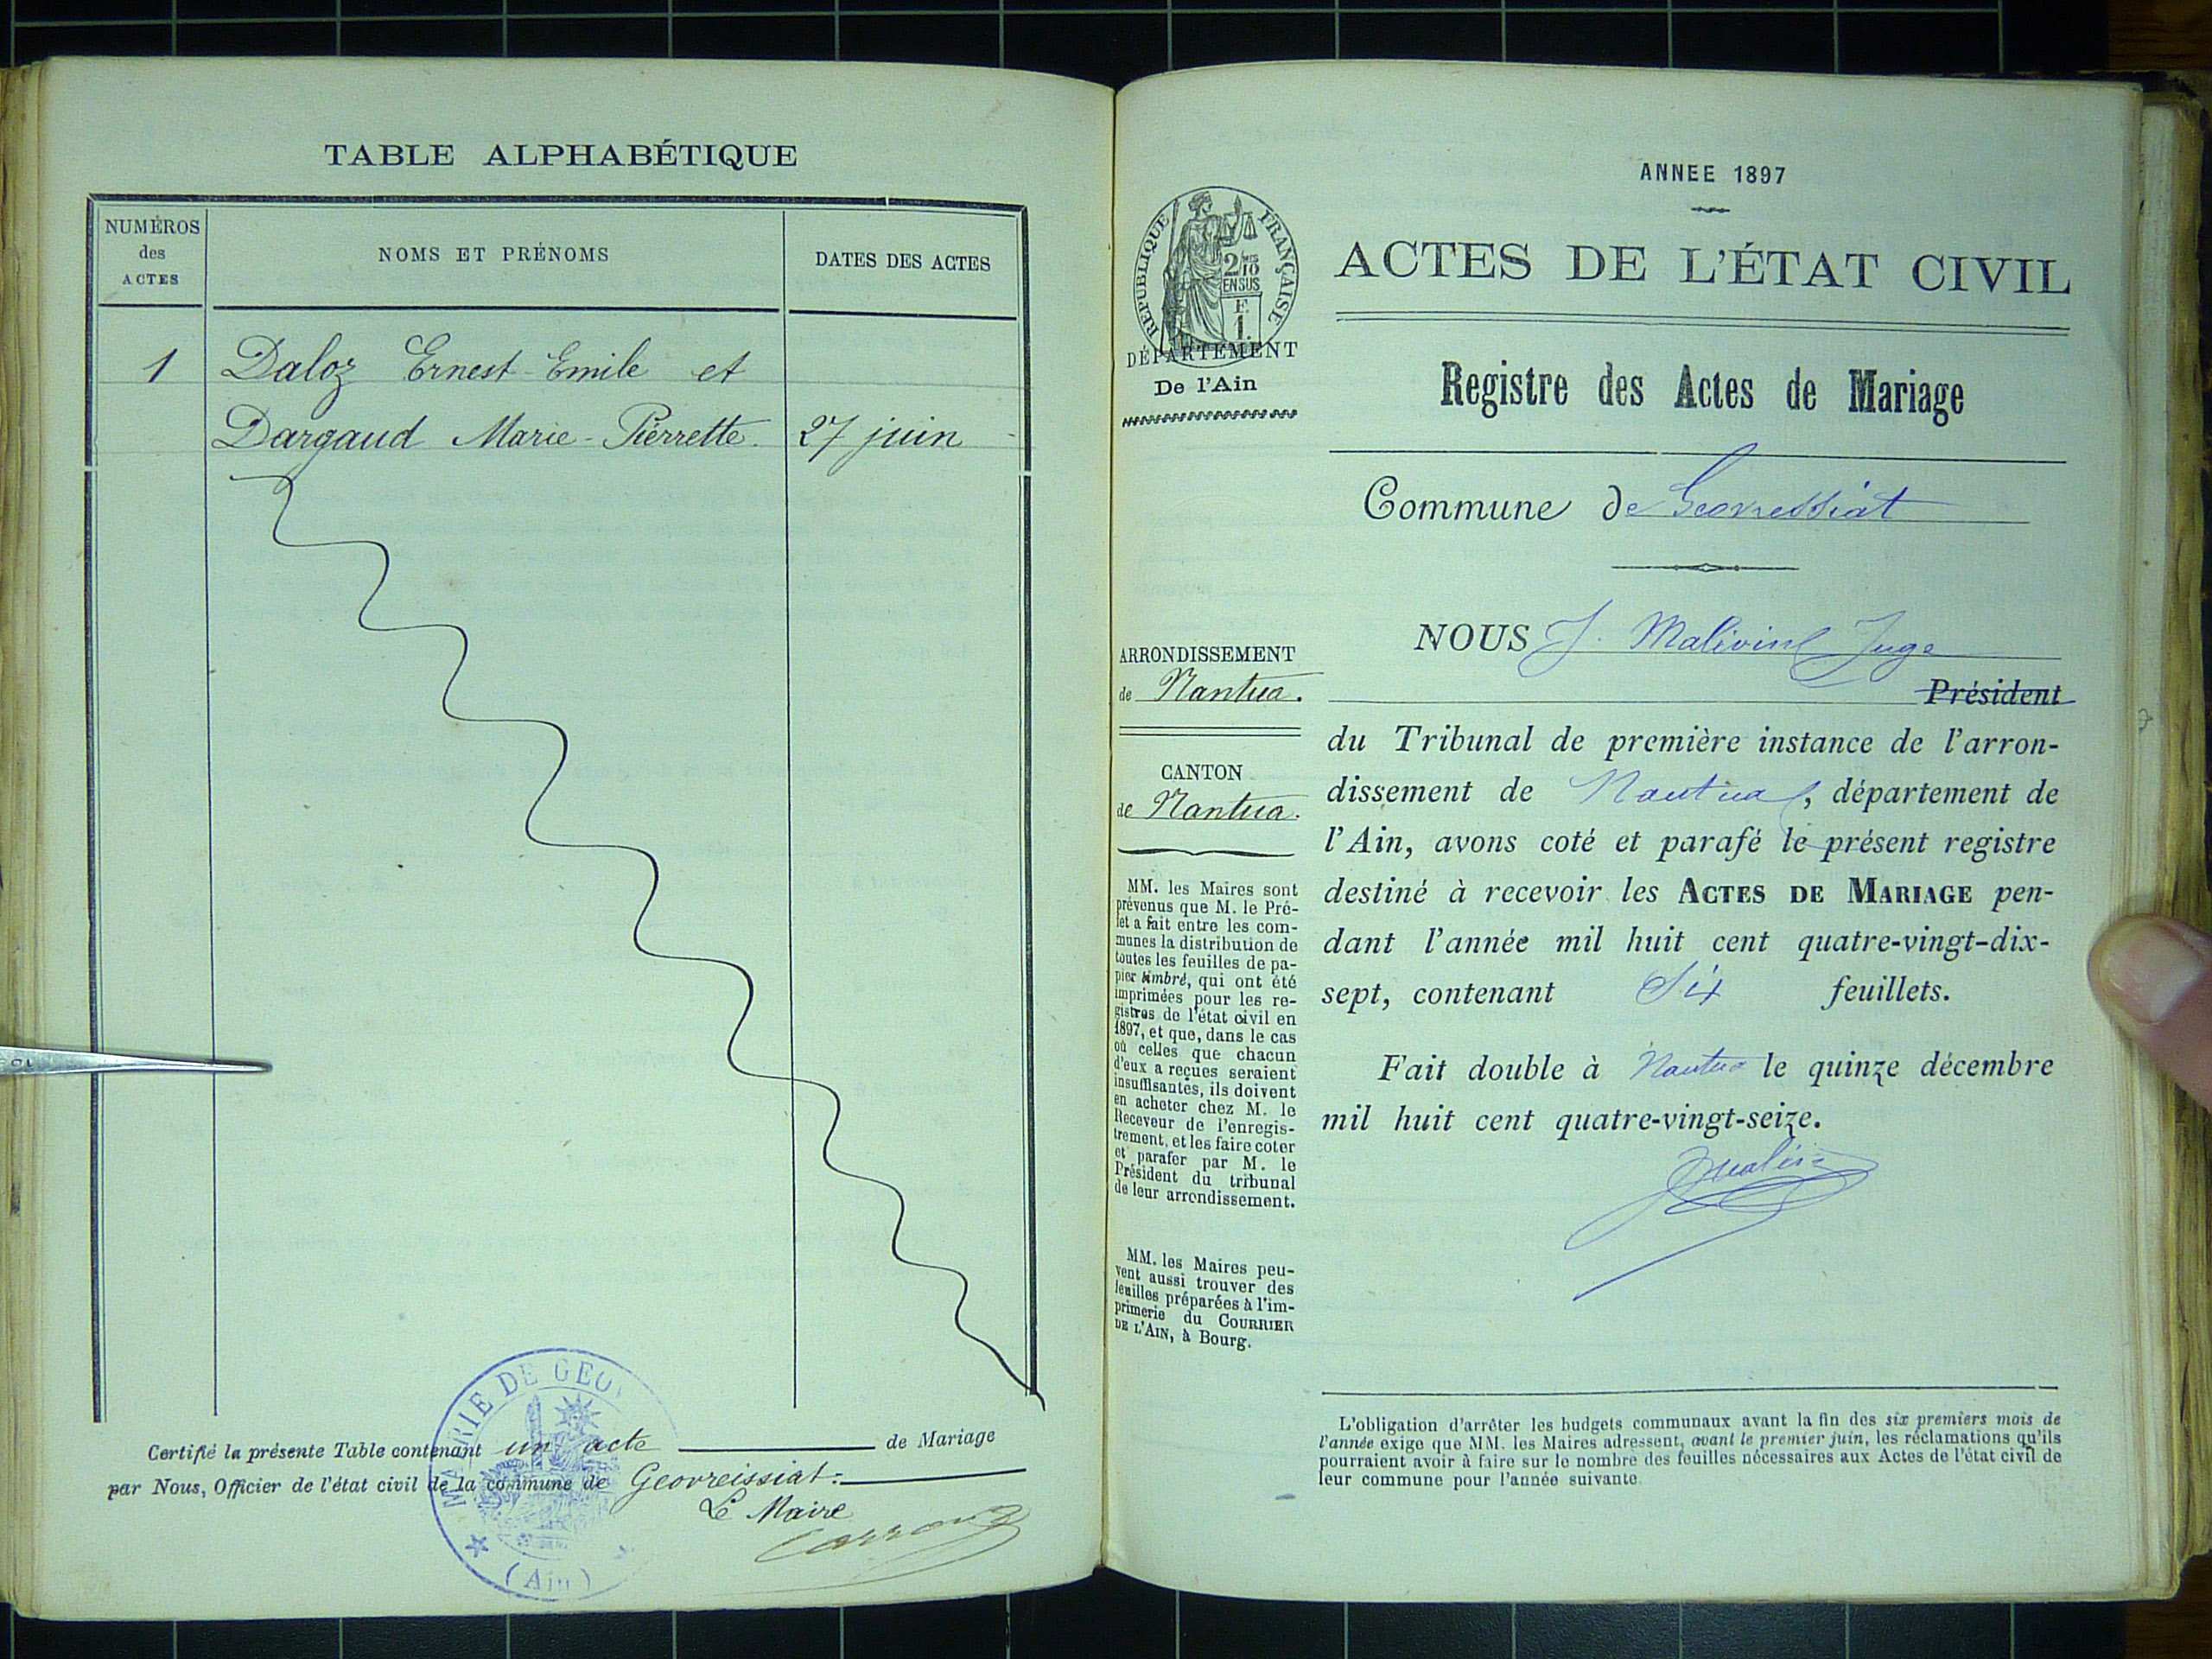 TABLE ALPHABÉTIQUE
NUMÉROS
des
ACTES
NOMS ET PRÉNOMS
DATES DES ACTES
1
Daloz Ernest-Emile et
Dargaud Marie-Pierrette. 27 juin
MAIRIE DE GEO
(Ain)
Certifié la présente Table contenant un acte de Mariage
par Nous, Officier de l'état civil de la commune de Geovreissiat.
Le Maire
ANNEE 1897
RÉPUBLIQUE FRANÇAISE
2/10
EN SUS
F.
1.
DÉPARTEMENT
De l'Ain
ARRONDISSEMENT
de Nantua.
CANTON
de Nantua.
MM. les Maires sont
prévenus que M. le Pré-
fet a fait entre les com-
munes la distribution de
toutes les feuilles de pa-
pier timbré, qui ont été
imprimées pour les re-
gistres de l'état civil en
1897, et que, dans le cas
où celles que chacun
d'eux a reçues seraient
insuffisantes, ils doivent
en acheter chez M. le
Receveur de l'enregis-
trement, et les faire coter
et parafer par M. le
Président du tribunal
de leur arrondissement.
MM. les Maires peu-
vent aussi trouver des
feuilles préparées à l'im-
primerie du COURRIER
DE L'AIN, à Bourg.
ACTES DE L'ÉTAT CIVIL
Registre des Actes de Mariage
Commune de Geovressiat
NOUS J. Juge
Président
du Tribunal de première instance de l'arron-
dissement de Nantua, département de
l'Ain, avons coté et parafé le présent registre
destiné à recevoir les ACTES DE MARIAGE pen-
dant l'année mil huit cent quatre-vingt-dix-
sept, contenant Six feuillets.
Fait double à Nantua le quinze décembre
mil huit cent quatre-vingt-seize.
L'obligation d'arrêter les budgets communaux avant la fin des six premiers mois de
l'année exige que MM. les Maires adressent, avant le premier juin, les réclamations qu'ils
pourraient avoir à faire sur le nombre des feuilles nécessaires aux Actes de l'état civil de
leur commune pour l'année suivante.